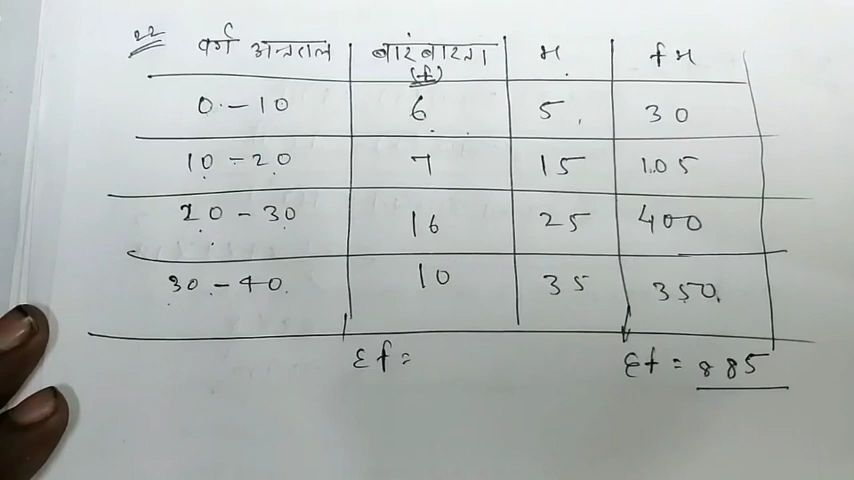 22 वर्ग अन्तराल बारंबारता (f) x fx
0 - 10 6 5 30
10 - 20 7 15 105
20 - 30 16 25 400
30 - 40 10 35 350
Σf = Σf = 885